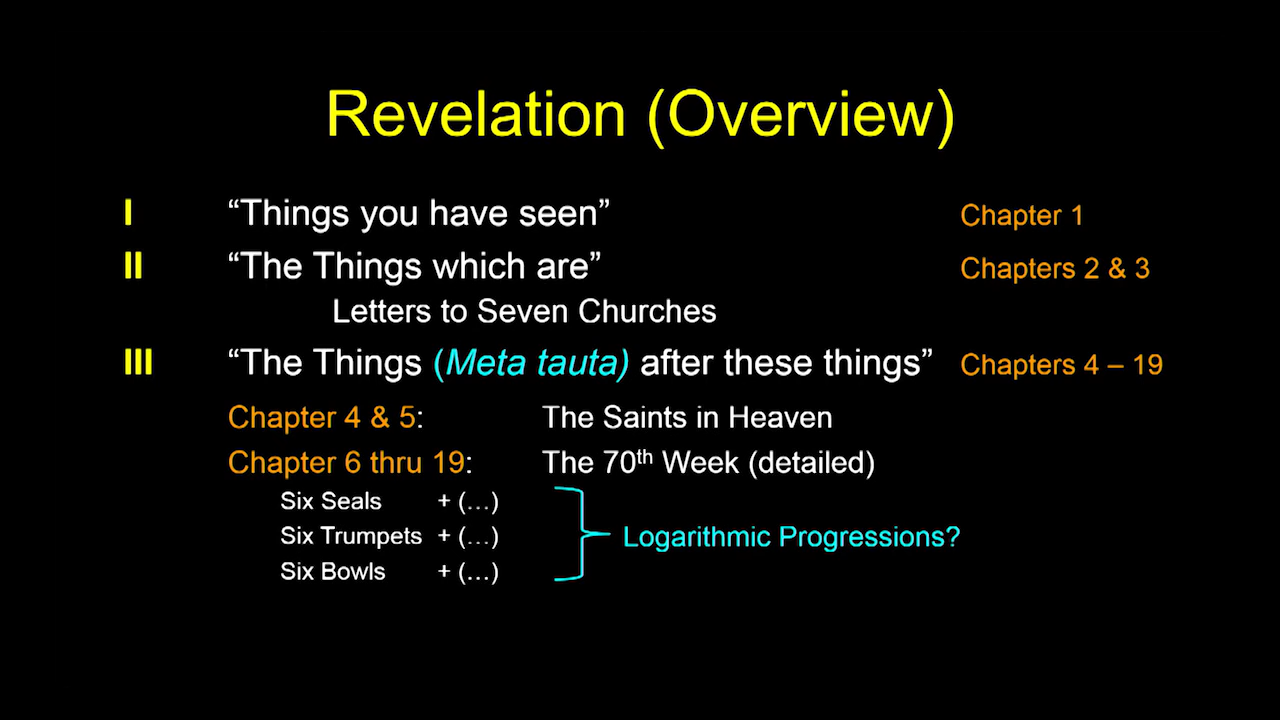 Revelation (Overview)
I “Things you have seen” Chapter 1
II “The Things which are” Chapters 2 & 3
Letters to Seven Churches
III “The Things (Meta tauta) after these things” Chapters 4 – 19
Chapter 4 & 5: The Saints in Heaven
Chapter 6 thru 19: The 70th Week (detailed)
Six Seals + (…)
Six Trumpets + (…)
Six Bowls + (…)
Logarithmic Progressions?